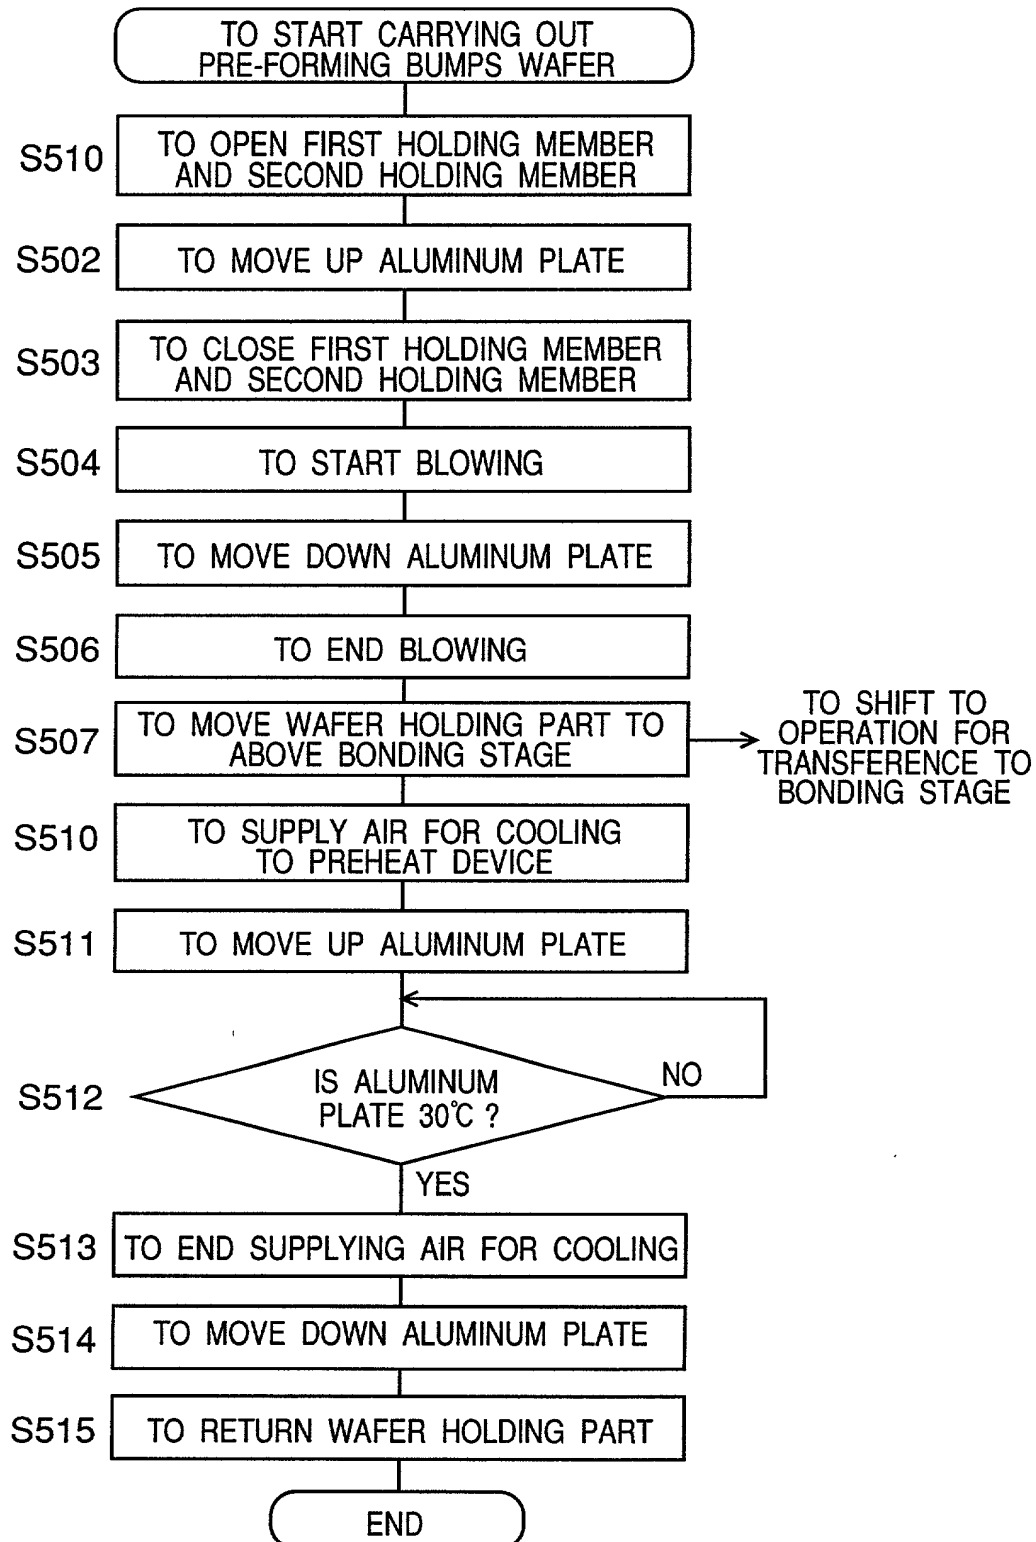 TO START CARRYING OUT
PRE-FORMING BUMPS WAFER
S510
TO OPEN FIRST HOLDING MEMBER
AND SECOND HOLDING MEMBER
S502
TO MOVE UP ALUMINUM PLATE
S503
TO CLOSE FIRST HOLDING MEMBER
AND SECOND HOLDING MEMBER
S504
TO START BLOWING
S505
TO MOVE DOWN ALUMINUM PLATE
S506
TO END BLOWING
S507
TO MOVE WAFER HOLDING PART TO
ABOVE BONDING STAGE
TO SHIFT TO
OPERATION FOR
TRANSFERENCE TO
BONDING STAGE
S510
TO SUPPLY AIR FOR COOLING
TO PREHEAT DEVICE
S511
TO MOVE UP ALUMINUM PLATE
S512
IS ALUMINUM
PLATE 30℃ ?
NO
YES
S513
TO END SUPPLYING AIR FOR COOLING
S514
TO MOVE DOWN ALUMINUM PLATE
S515
TO RETURN WAFER HOLDING PART
END